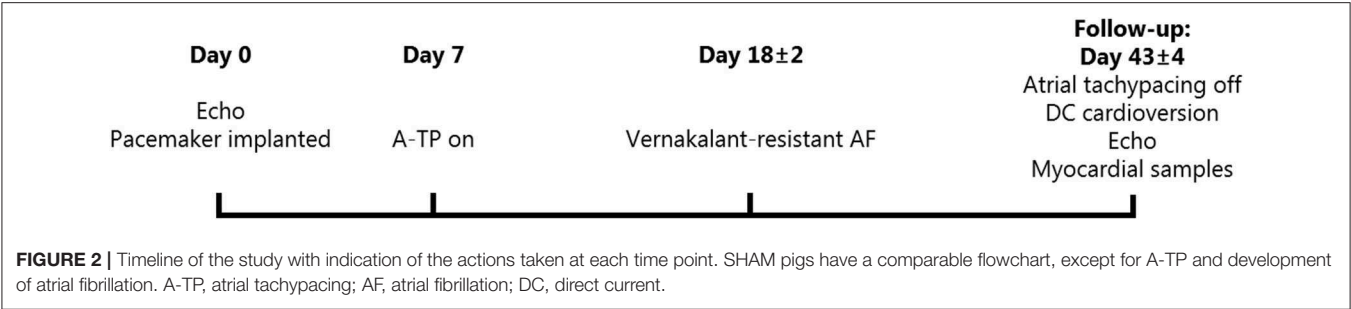 Day 0
Echo
Pacemaker implanted
Day 7
A-TP on
Day 18±2
Vernakalant-resistant AF
Follow-up:
Day 43±4
Atrial tachypacing off
DC cardioversion
Echo
Myocardial samples
FIGURE 2 | Timeline of the study with indication of the actions taken at each time point. SHAM pigs have a comparable flowchart, except for A-TP and development
of atrial fibrillation. A-TP, atrial tachypacing; AF, atrial fibrillation; DC, direct current.